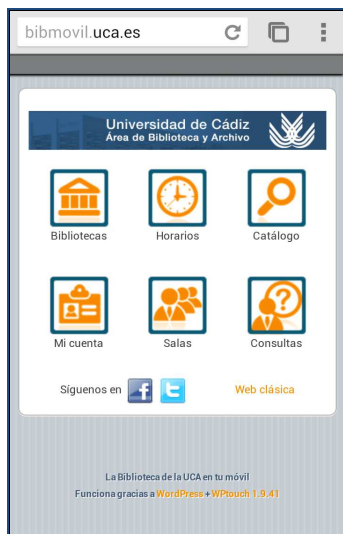 bibmovil.uca.es
Universidad de Cádiz
Área de Biblioteca y Archivo
Bibliotecas Horarios Catálogo
Mi cuenta Salas Consultas
Síguenos en f t Web clásica
La Biblioteca de la UCA en tu móvil
Funciona gracias a WordPress + WPtouch 1.9.41